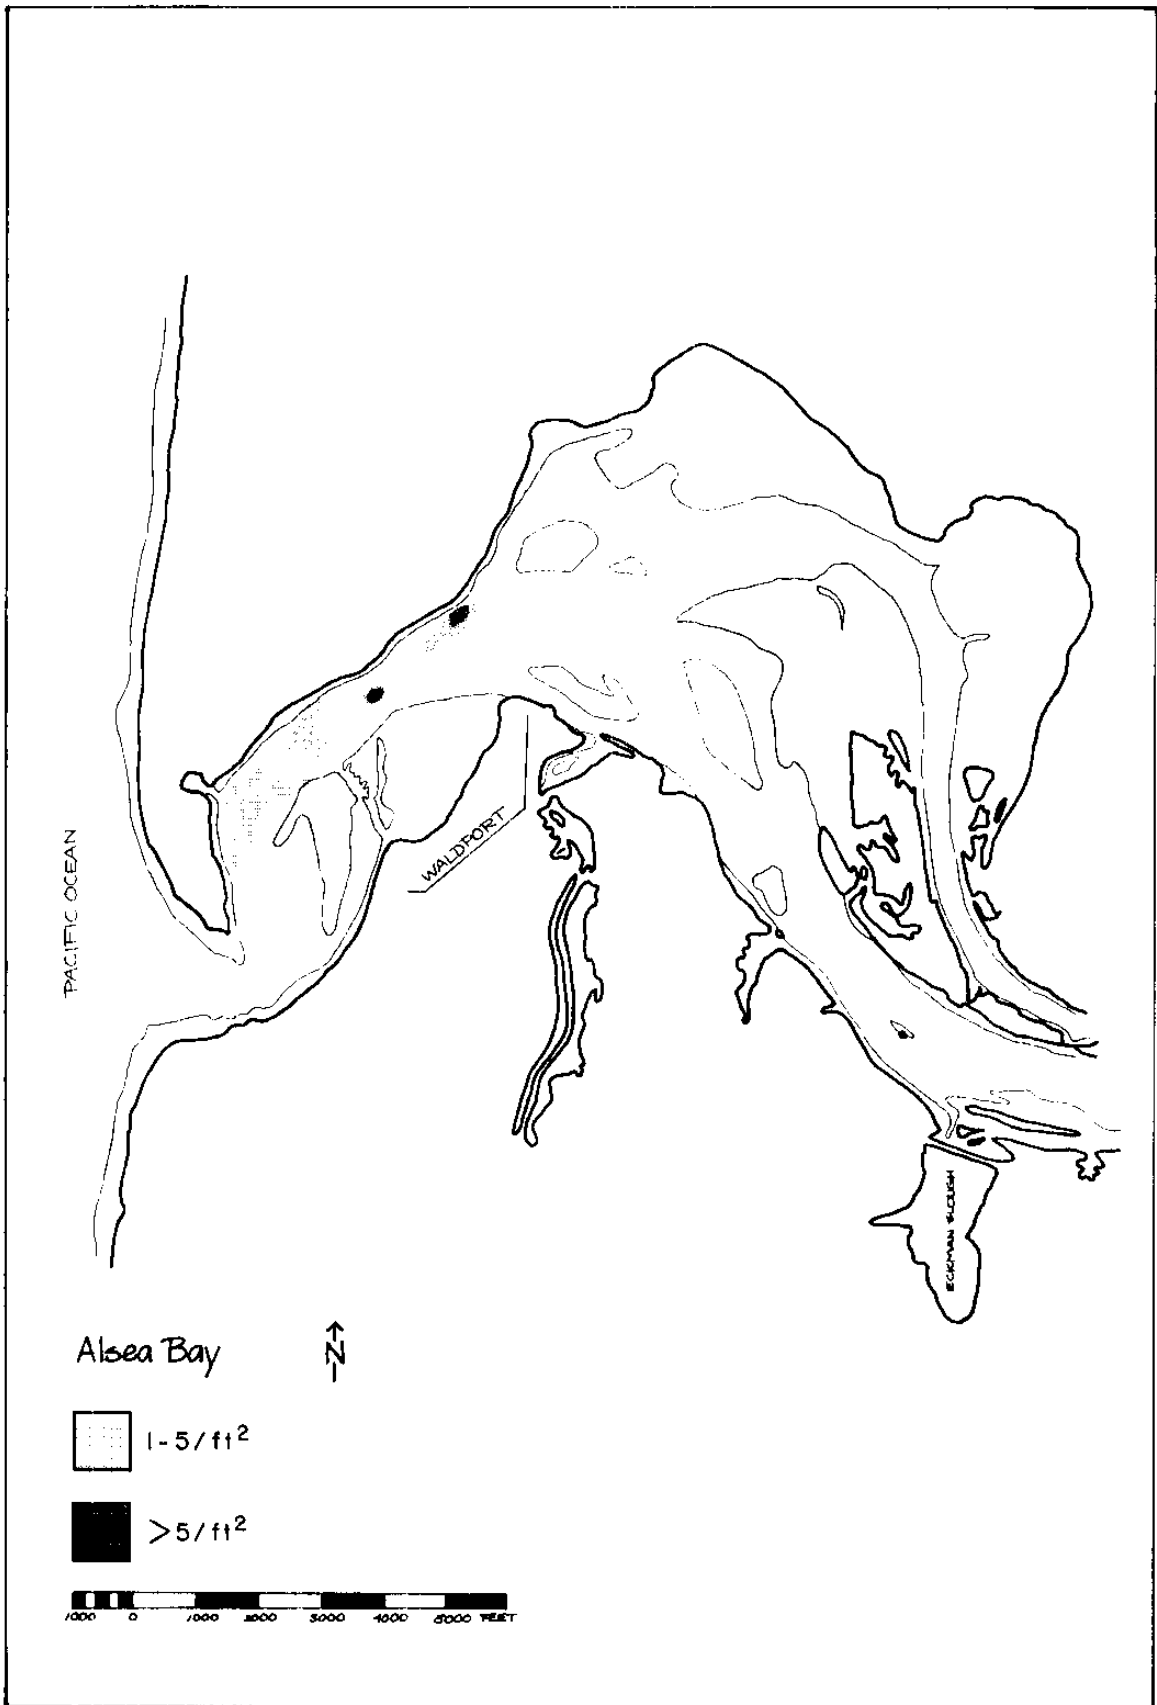 WALDPORT
PACIFIC OCEAN
ECKMAN SLOUGH
Alsea Bay
N
1-5/ft²
>5/ft²
1000 0 1000 2000 3000 4000 5000 FEET